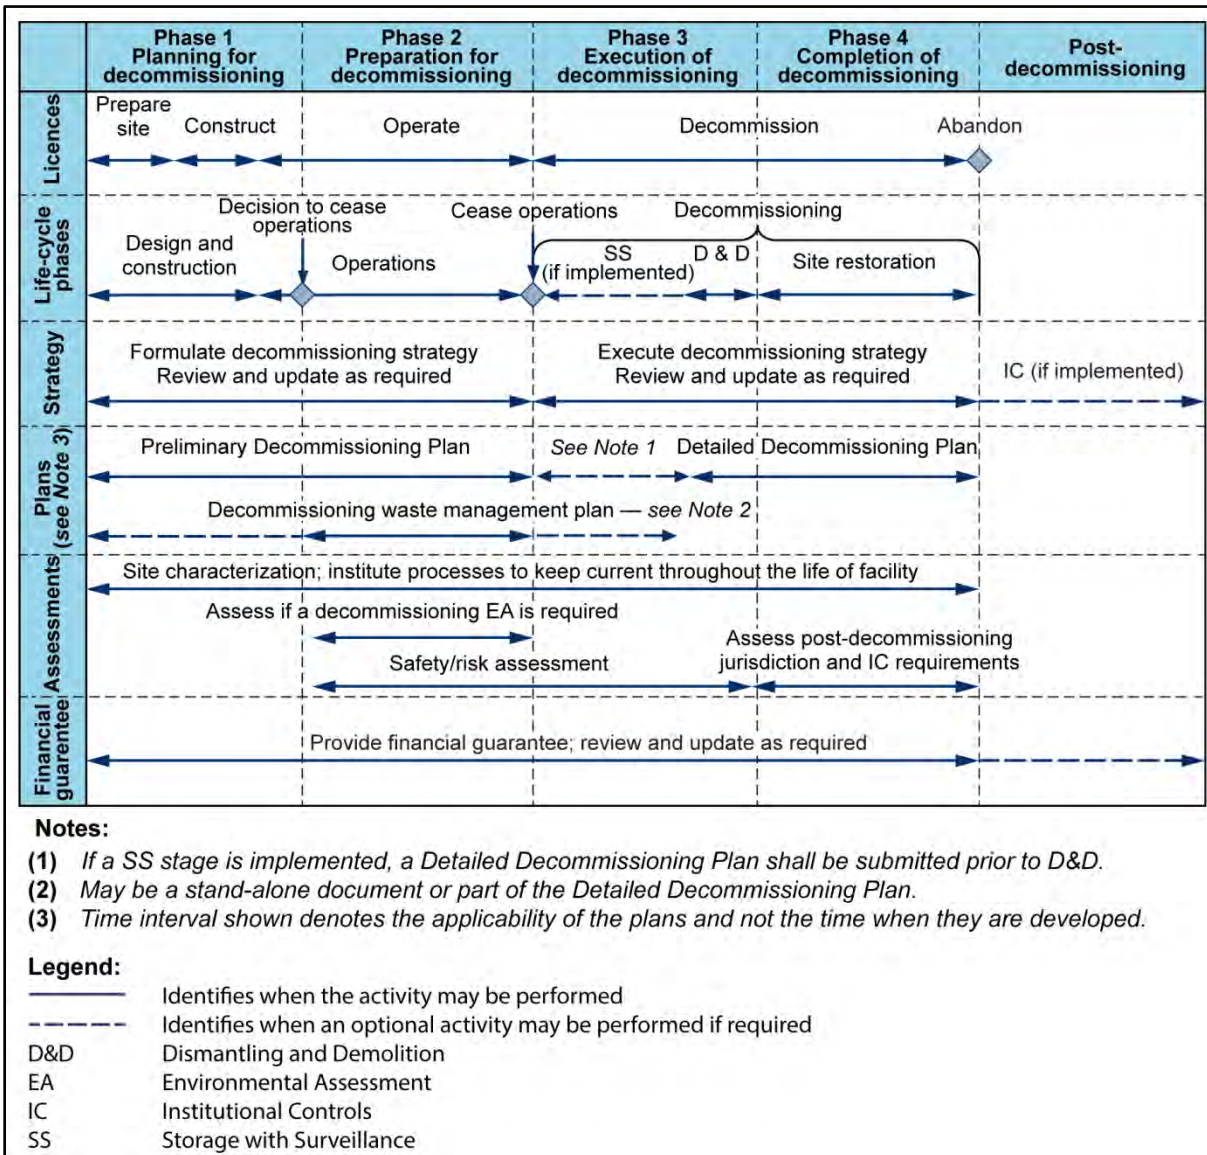 Phase 1
Planning for
decommissioning
Phase 2
Preparation for
decommissioning
Phase 3
Execution of
decommissioning
Phase 4
Completion of
decommissioning
Post-
decommissioning
Licences
Prepare
site
Construct
Operate
Decommission
Abandon
Life-cycle
phases
Design and
construction
Decision to cease
operations
Operations
Cease operations
Decommissioning
SS
(if implemented)
D & D
Site restoration
Strategy
Formulate decommissioning strategy
Review and update as required
Execute decommissioning strategy
Review and update as required
IC (if implemented)
Plans
(see Note 3)
Preliminary Decommissioning Plan
See Note 1
Detailed Decommissioning Plan
Decommissioning waste management plan — see Note 2
Assessments
Site characterization; institute processes to keep current throughout the life of facility
Assess if a decommissioning EA is required
Safety/risk assessment
Assess post-decommissioning
jurisdiction and IC requirements
Financial
guarentee
Provide financial guarantee; review and update as required
Notes:
(1) If a SS stage is implemented, a Detailed Decommissioning Plan shall be submitted prior to D&D.
(2) May be a stand-alone document or part of the Detailed Decommissioning Plan.
(3) Time interval shown denotes the applicability of the plans and not the time when they are developed.
Legend:
Identifies when the activity may be performed
Identifies when an optional activity may be performed if required
D&D Dismantling and Demolition
EA Environmental Assessment
IC Institutional Controls
SS Storage with Surveillance